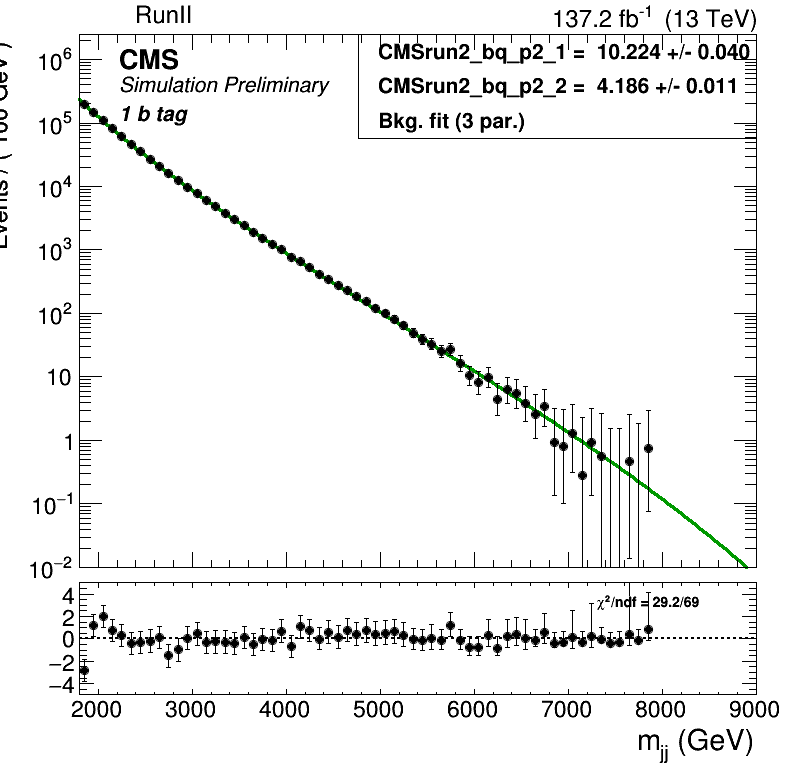 RunII
137.2 fb⁻¹ (13 TeV)
CMS
Simulation Preliminary
1 b tag
CMSrun2_bq_p2_1 = 10.224 +/- 0.040
CMSrun2_bq_p2_2 = 4.186 +/- 0.011
Bkg. fit (3 par.)
10⁶
10⁵
10⁴
10³
10²
10
1
10⁻¹
10⁻²
χ²/ndf = 29.2/69
4
2
0
−2
−4
2000 3000 4000 5000 6000 7000 8000 9000
m_jj (GeV)